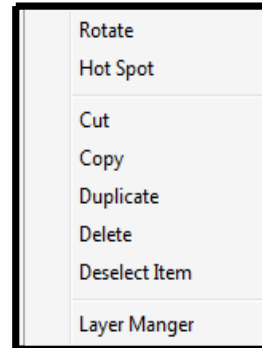 Rotate
Hot Spot
Cut
Copy
Duplicate
Delete
Deselect Item
Layer Manger